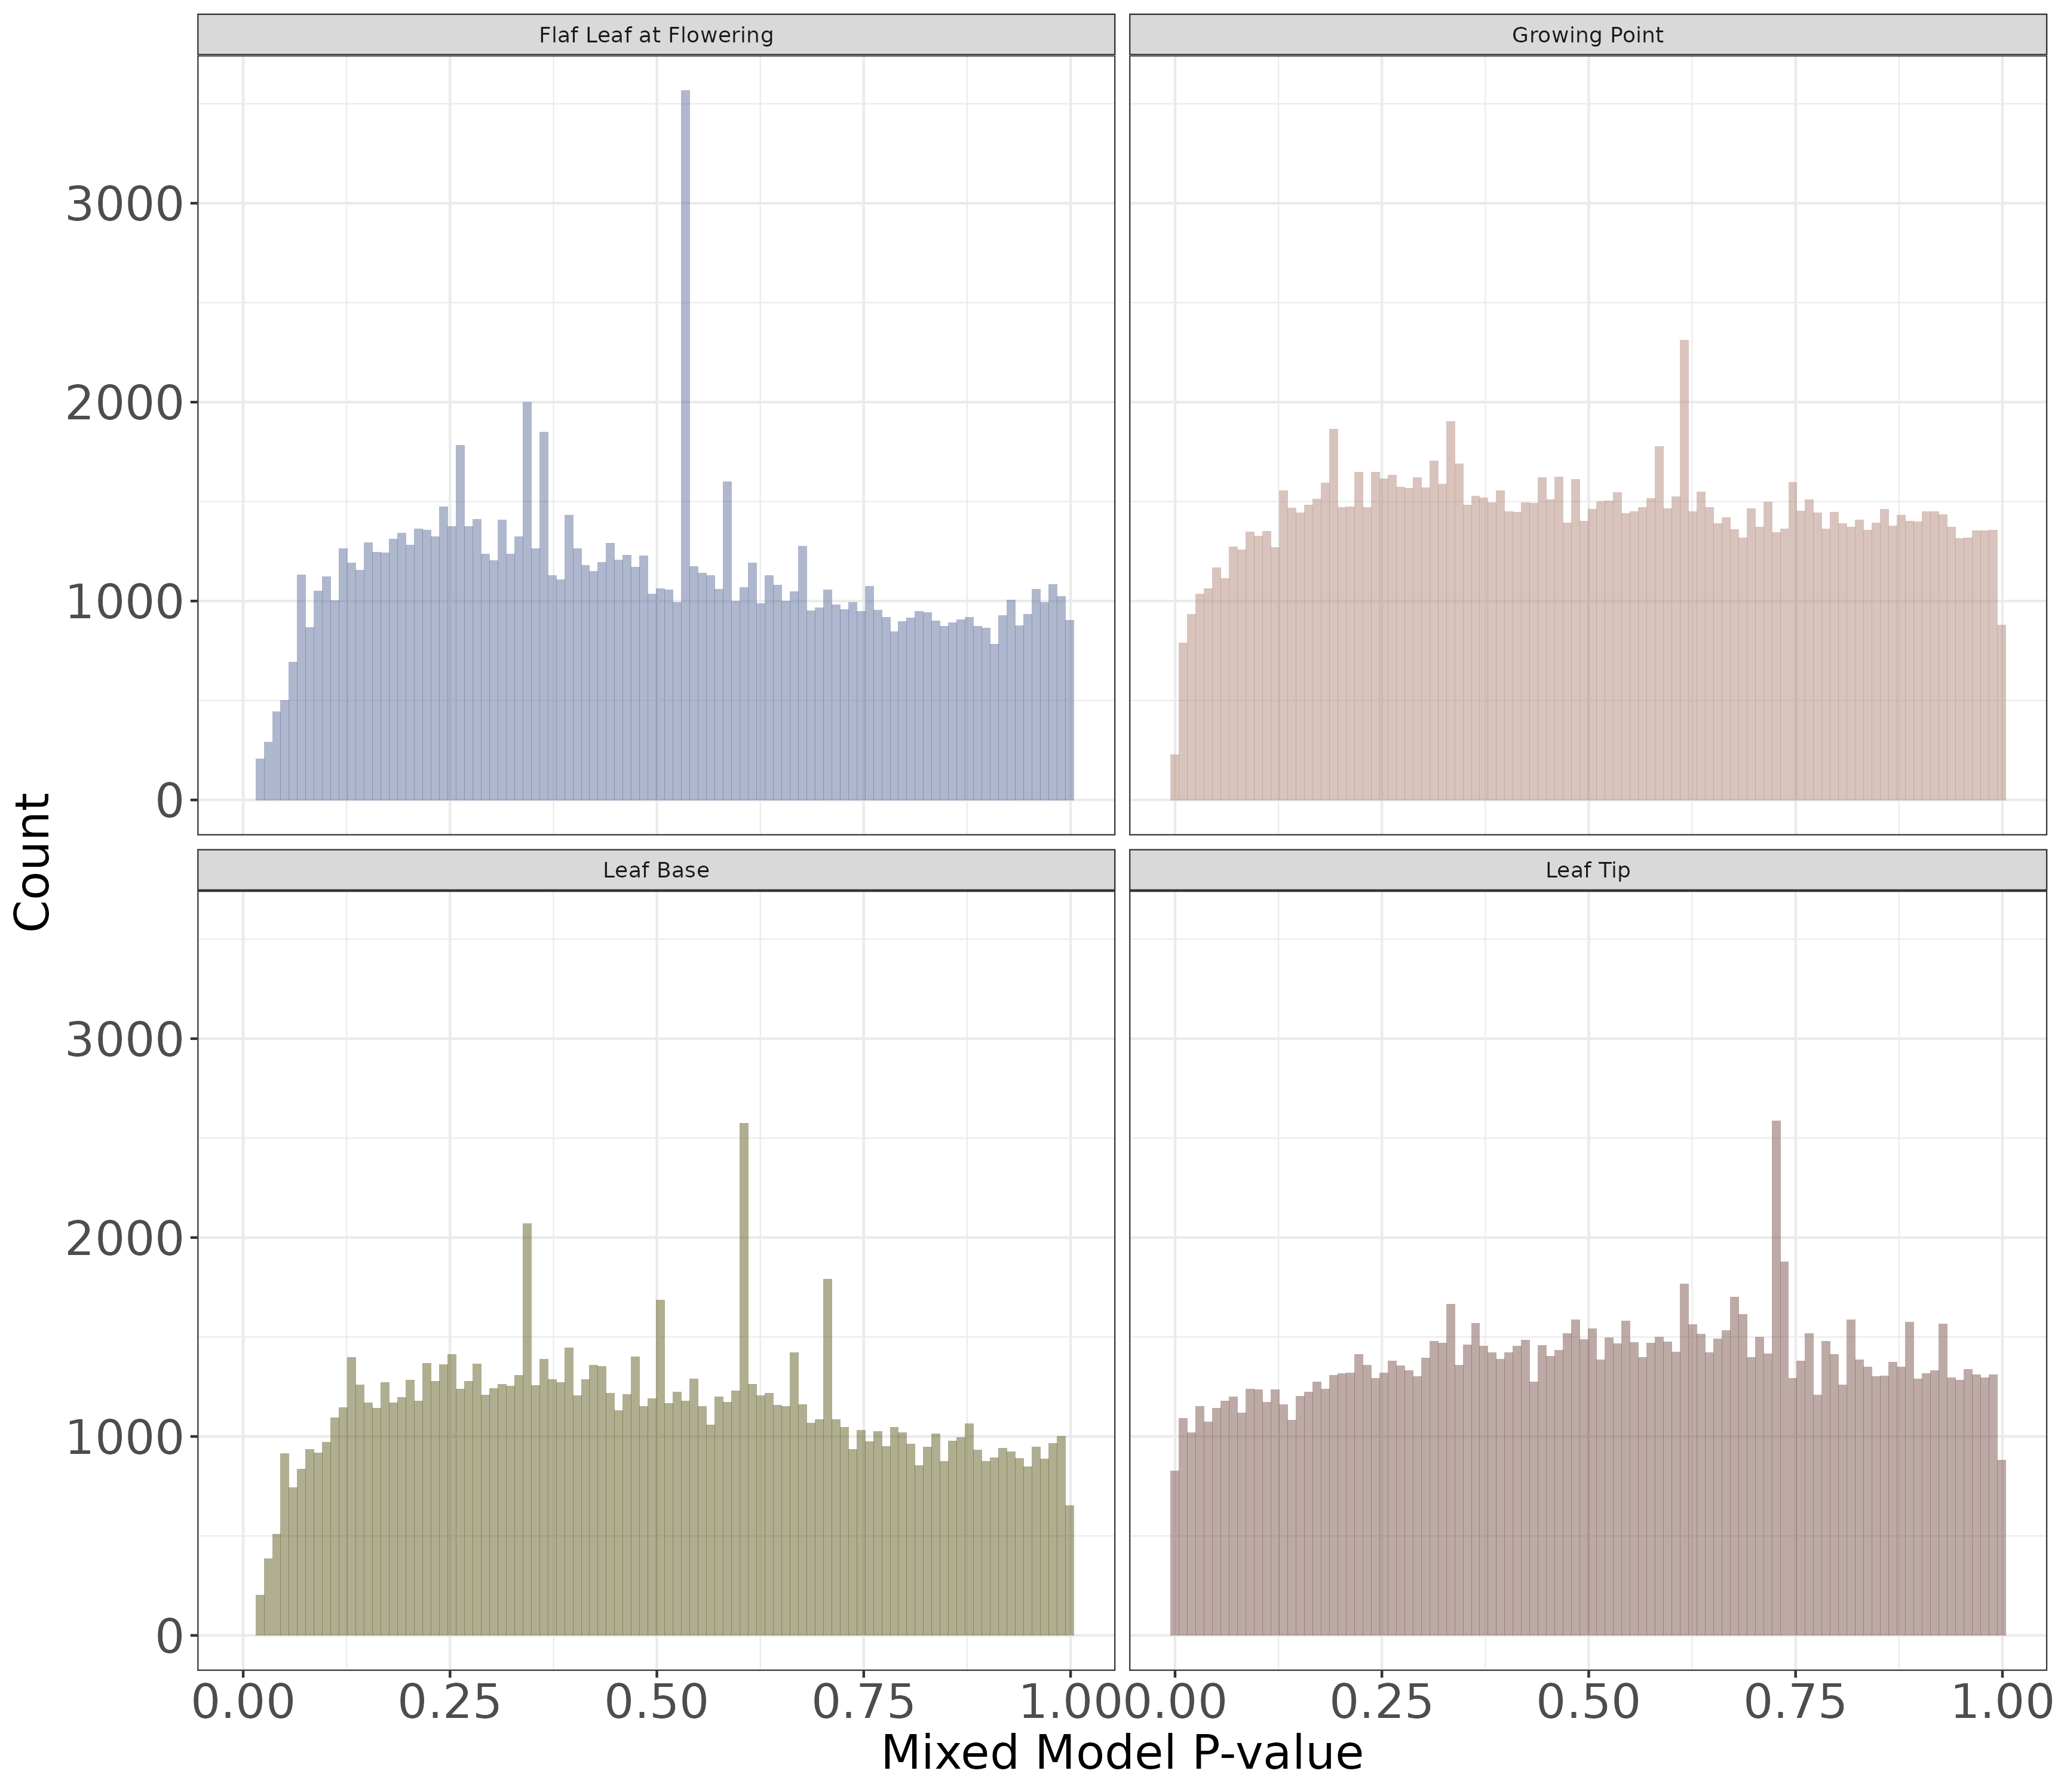 Flaf Leaf at Flowering
Growing Point
3000
2000
1000
0
Leaf Base
Leaf Tip
3000
2000
1000
0
0.00 0.25 0.50 0.75 1.00
0.00 0.25 0.50 0.75 1.00
Mixed Model P-value
Count